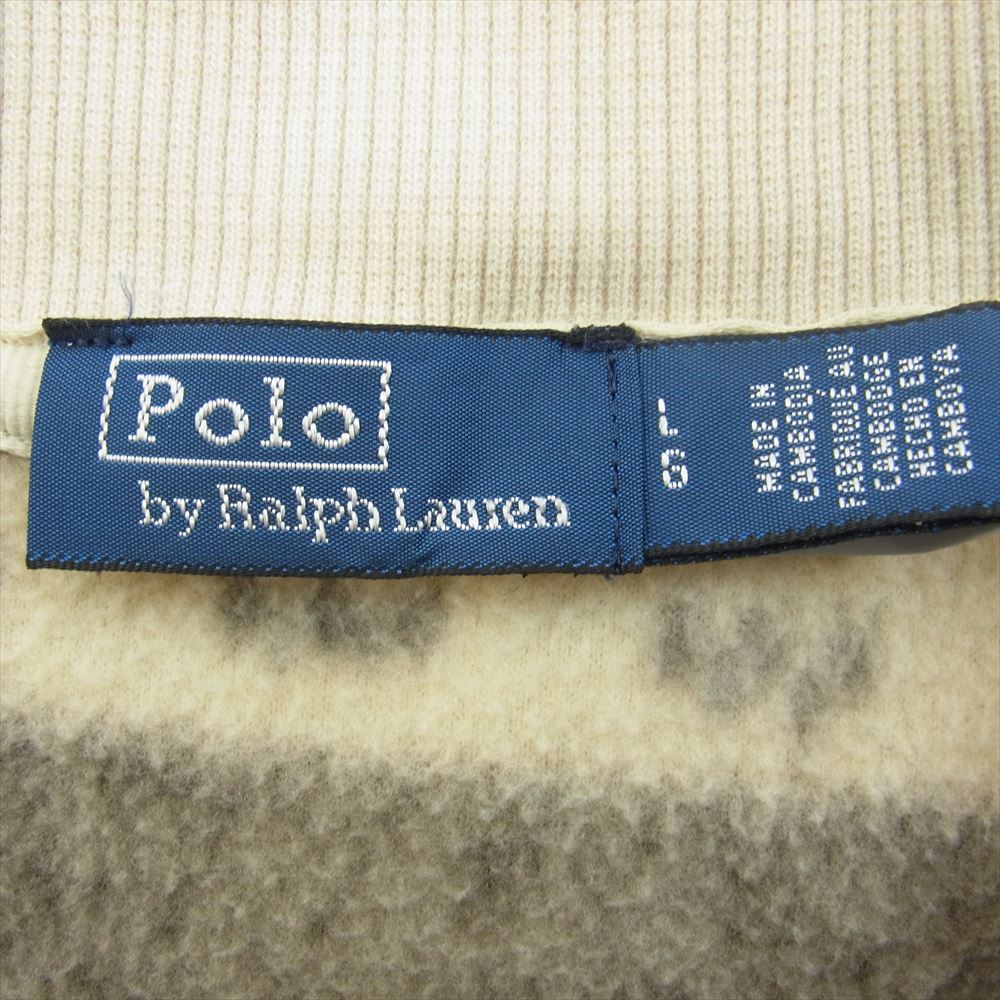 Polo
by Ralph Lauren
L
G
MADE IN
CAMBODIA
FABRIQUE AU
CAMBODGE
HECHO EN
CAMBOYA